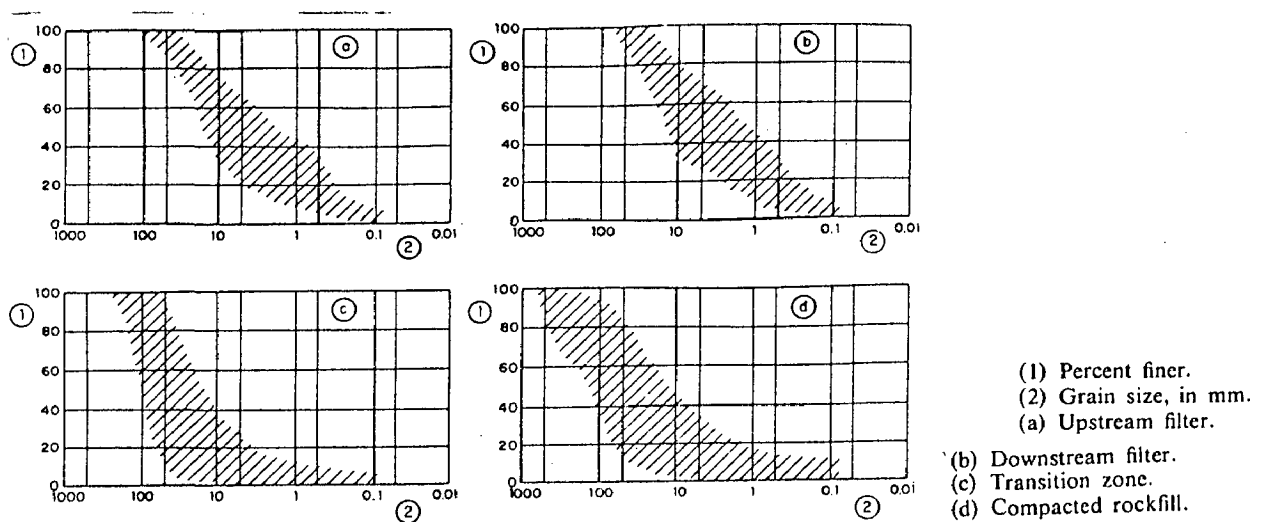 ① 100 ⓐ
80
60
40
20
0
1000 100 10 1 0.1 0.01
②
① 100 ⓑ
80
60
40
20
0
1000 100 10 1 0.1 0.01
②
① 100 ⓒ
80
60
40
20
0
1000 100 10 1 0.1 0.01
②
① 100 ⓓ
80
60
40
20
0
1000 100 10 1 0.1 0.01
②
(1) Percent finer.
(2) Grain size, in mm.
(a) Upstream filter.
(b) Downstream filter.
(c) Transition zone.
(d) Compacted rockfill.